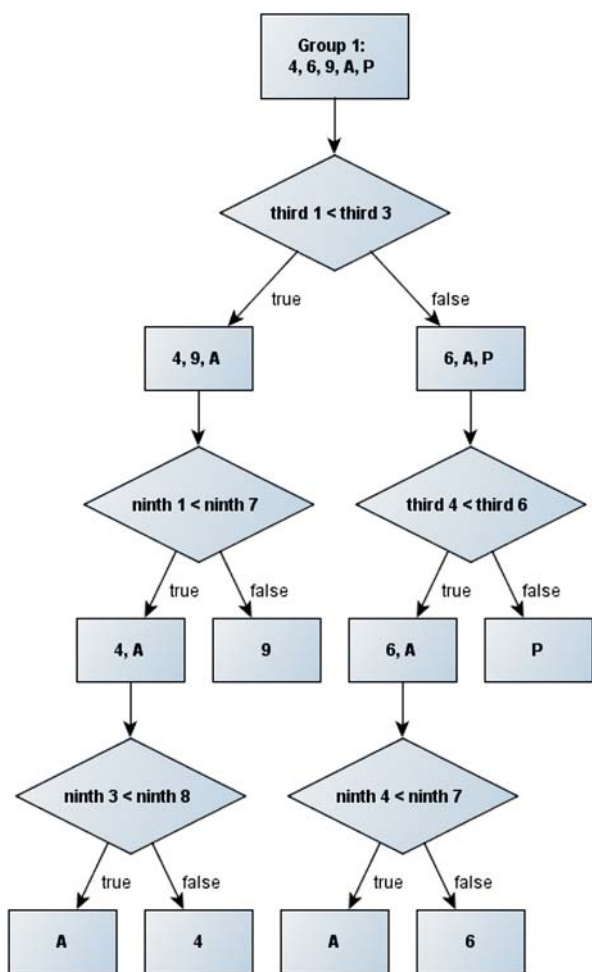 Group 1:
4, 6, 9, A, P
third 1 < third 3
true
false
4, 9, A
6, A, P
ninth 1 < ninth 7
third 4 < third 6
true
false
true
false
4, A
9
6, A
P
ninth 3 < ninth 8
ninth 4 < ninth 7
true
false
true
false
A
4
A
6